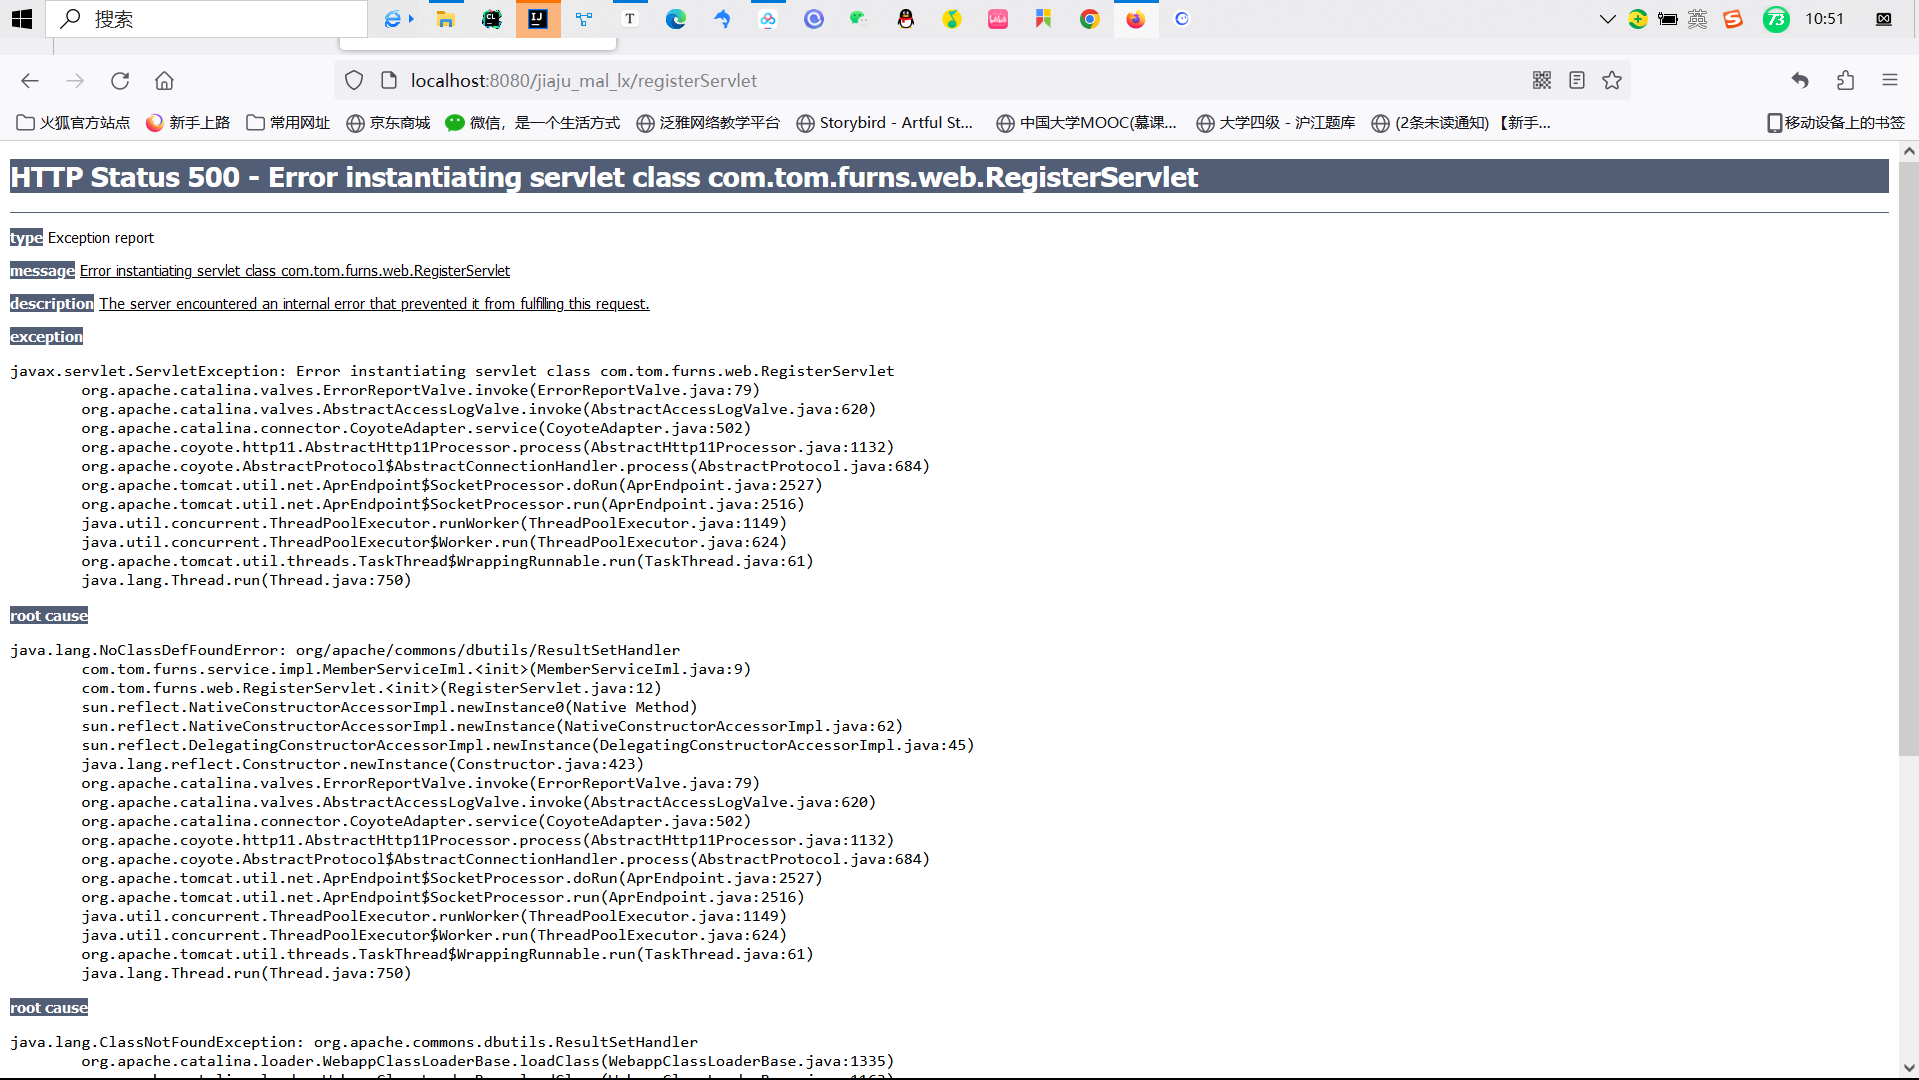 搜索
CL
IJ
T
英
73
10:51
localhost:8080/jiaju_mal_lx/registerServlet
火狐官方站点
新手上路
常用网址
京东商城
微信，是一个生活方式
泛雅网络教学平台
Storybird - Artful St...
中国大学MOOC(慕课...
大学四级 - 沪江题库
(2条未读通知) 【新手...
移动设备上的书签
HTTP Status 500 - Error instantiating servlet class com.tom.furns.web.RegisterServlet
type Exception report
message Error instantiating servlet class com.tom.furns.web.RegisterServlet
description The server encountered an internal error that prevented it from fulfilling this request.
exception
javax.servlet.ServletException: Error instantiating servlet class com.tom.furns.web.RegisterServlet
org.apache.catalina.valves.ErrorReportValve.invoke(ErrorReportValve.java:79)
org.apache.catalina.valves.AbstractAccessLogValve.invoke(AbstractAccessLogValve.java:620)
org.apache.catalina.connector.CoyoteAdapter.service(CoyoteAdapter.java:502)
org.apache.coyote.http11.AbstractHttp11Processor.process(AbstractHttp11Processor.java:1132)
org.apache.coyote.AbstractProtocol$AbstractConnectionHandler.process(AbstractProtocol.java:684)
org.apache.tomcat.util.net.AprEndpoint$SocketProcessor.doRun(AprEndpoint.java:2527)
org.apache.tomcat.util.net.AprEndpoint$SocketProcessor.run(AprEndpoint.java:2516)
java.util.concurrent.ThreadPoolExecutor.runWorker(ThreadPoolExecutor.java:1149)
java.util.concurrent.ThreadPoolExecutor$Worker.run(ThreadPoolExecutor.java:624)
org.apache.tomcat.util.threads.TaskThread$WrappingRunnable.run(TaskThread.java:61)
java.lang.Thread.run(Thread.java:750)
root cause
java.lang.NoClassDefFoundError: org/apache/commons/dbutils/ResultSetHandler
com.tom.furns.service.impl.MemberServiceIml.<init>(MemberServiceIml.java:9)
com.tom.furns.web.RegisterServlet.<init>(RegisterServlet.java:12)
sun.reflect.NativeConstructorAccessorImpl.newInstance0(Native Method)
sun.reflect.NativeConstructorAccessorImpl.newInstance(NativeConstructorAccessorImpl.java:62)
sun.reflect.DelegatingConstructorAccessorImpl.newInstance(DelegatingConstructorAccessorImpl.java:45)
java.lang.reflect.Constructor.newInstance(Constructor.java:423)
org.apache.catalina.valves.ErrorReportValve.invoke(ErrorReportValve.java:79)
org.apache.catalina.valves.AbstractAccessLogValve.invoke(AbstractAccessLogValve.java:620)
org.apache.catalina.connector.CoyoteAdapter.service(CoyoteAdapter.java:502)
org.apache.coyote.http11.AbstractHttp11Processor.process(AbstractHttp11Processor.java:1132)
org.apache.coyote.AbstractProtocol$AbstractConnectionHandler.process(AbstractProtocol.java:684)
org.apache.tomcat.util.net.AprEndpoint$SocketProcessor.doRun(AprEndpoint.java:2527)
org.apache.tomcat.util.net.AprEndpoint$SocketProcessor.run(AprEndpoint.java:2516)
java.util.concurrent.ThreadPoolExecutor.runWorker(ThreadPoolExecutor.java:1149)
java.util.concurrent.ThreadPoolExecutor$Worker.run(ThreadPoolExecutor.java:624)
org.apache.tomcat.util.threads.TaskThread$WrappingRunnable.run(TaskThread.java:61)
java.lang.Thread.run(Thread.java:750)
root cause
java.lang.ClassNotFoundException: org.apache.commons.dbutils.ResultSetHandler
org.apache.catalina.loader.WebappClassLoaderBase.loadClass(WebappClassLoaderBase.java:1335)